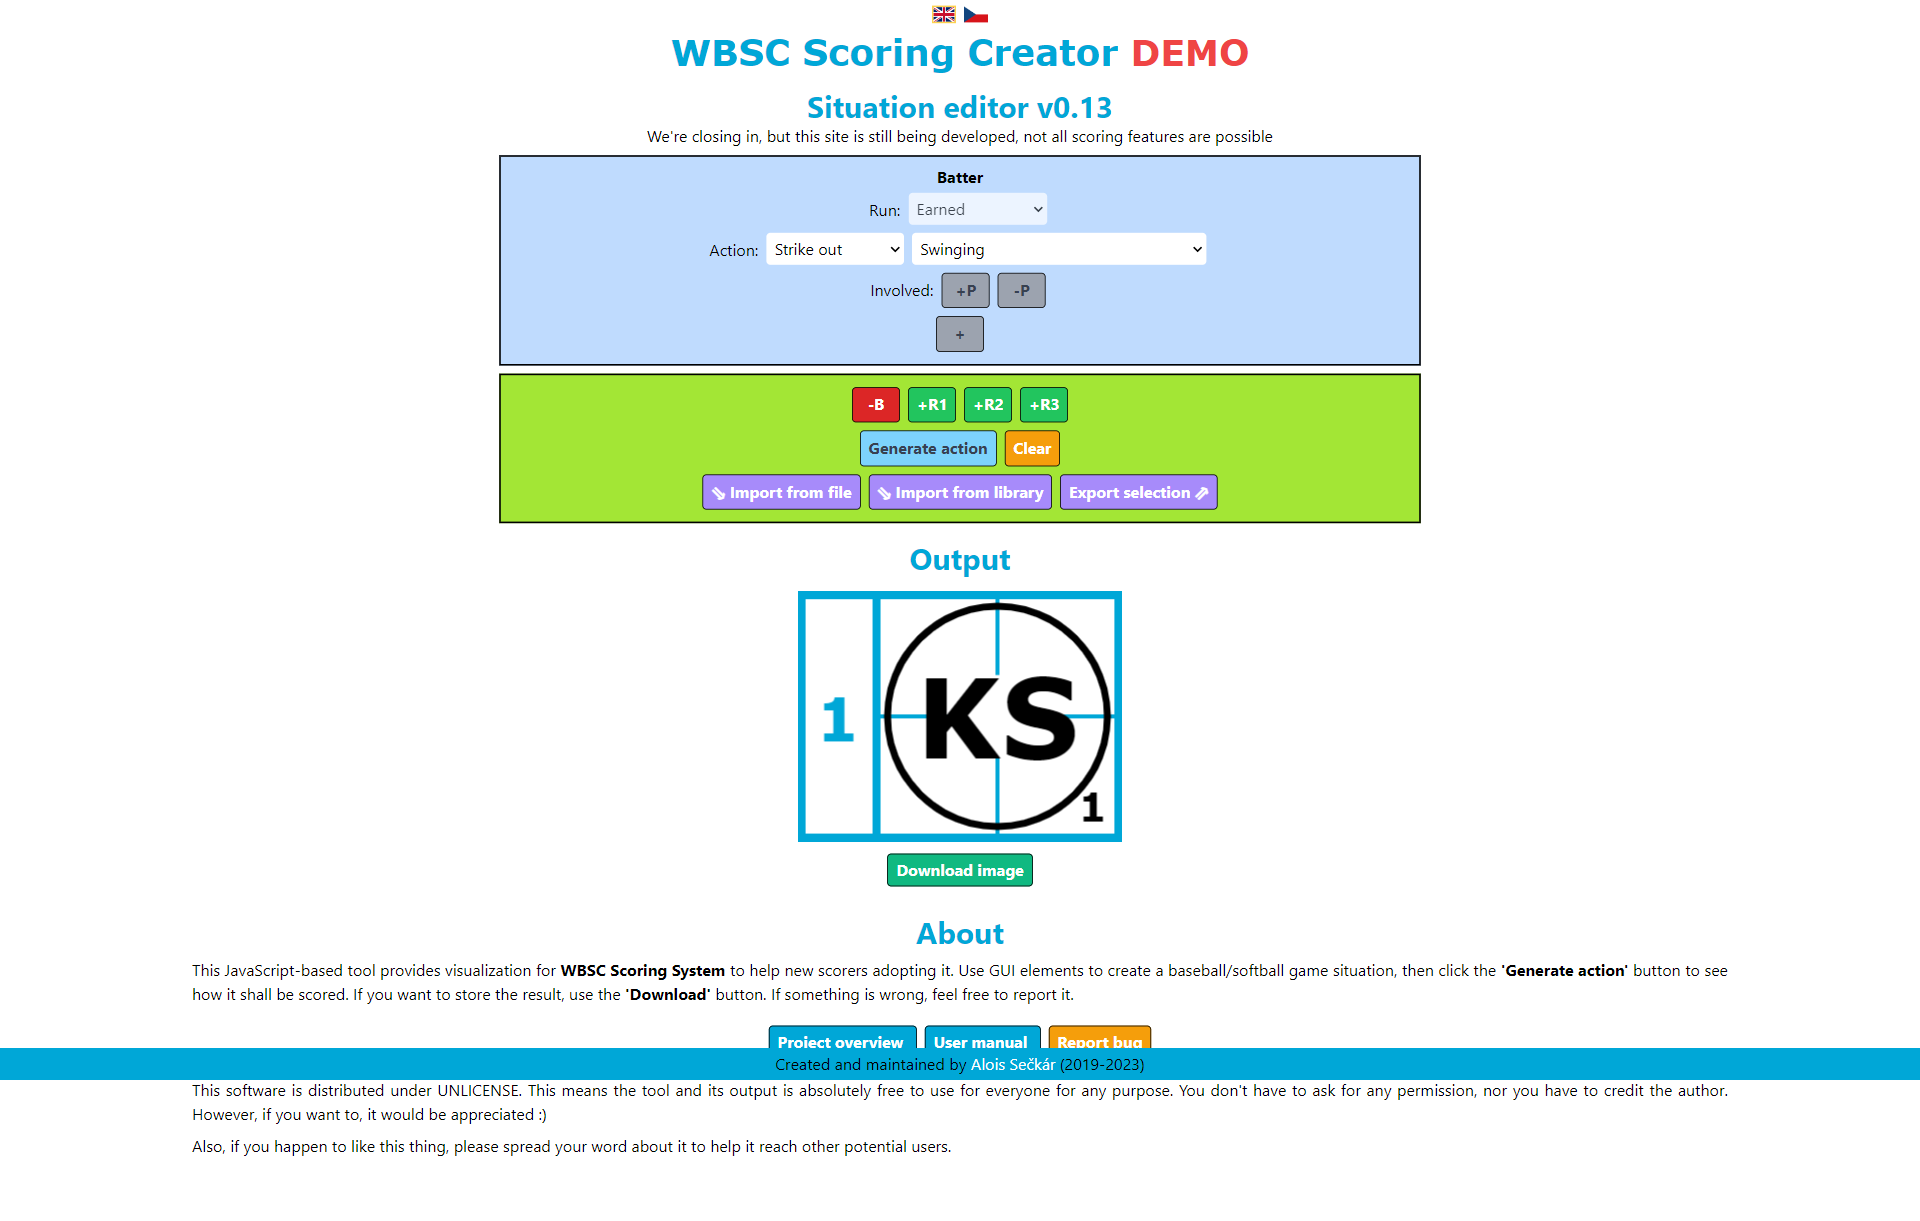 WBSC Scoring Creator DEMO
Situation editor v0.13
We're closing in, but this site is still being developed, not all scoring features are possible
Batter
Run: Earned
Action: Strike out Swinging
Involved: +P -P
+
-B +R1 +R2 +R3
Generate action Clear
⇘ Import from file ⇘ Import from library Export selection ⇗
Output
1 KS
1
Download image
About
This JavaScript-based tool provides visualization for WBSC Scoring System to help new scorers adopting it. Use GUI elements to create a baseball/softball game situation, then click the 'Generate action' button to see
how it shall be scored. If you want to store the result, use the 'Download' button. If something is wrong, feel free to report it.
Project overview User manual Report bug
Created and maintained by Alois Sečkár (2019-2023)
This software is distributed under UNLICENSE. This means the tool and its output is absolutely free to use for everyone for any purpose. You don't have to ask for any permission, nor you have to credit the author.
However, if you want to, it would be appreciated :)
Also, if you happen to like this thing, please spread your word about it to help it reach other potential users.